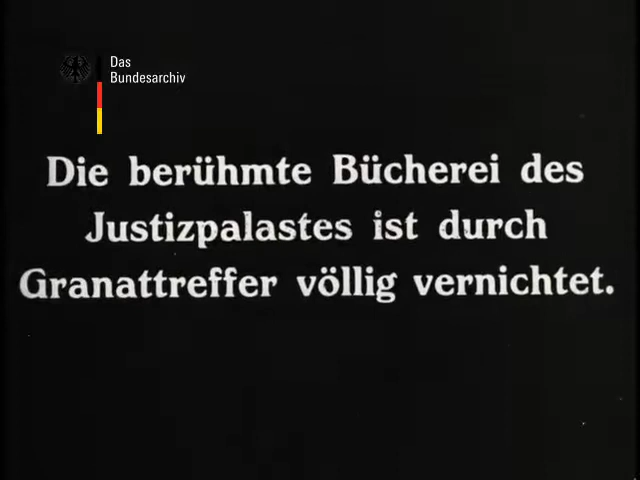 Das
Bundesarchiv
Die berühmte Bücherei des
Justizpalastes ist durch
Granattreffer völlig vernichtet.